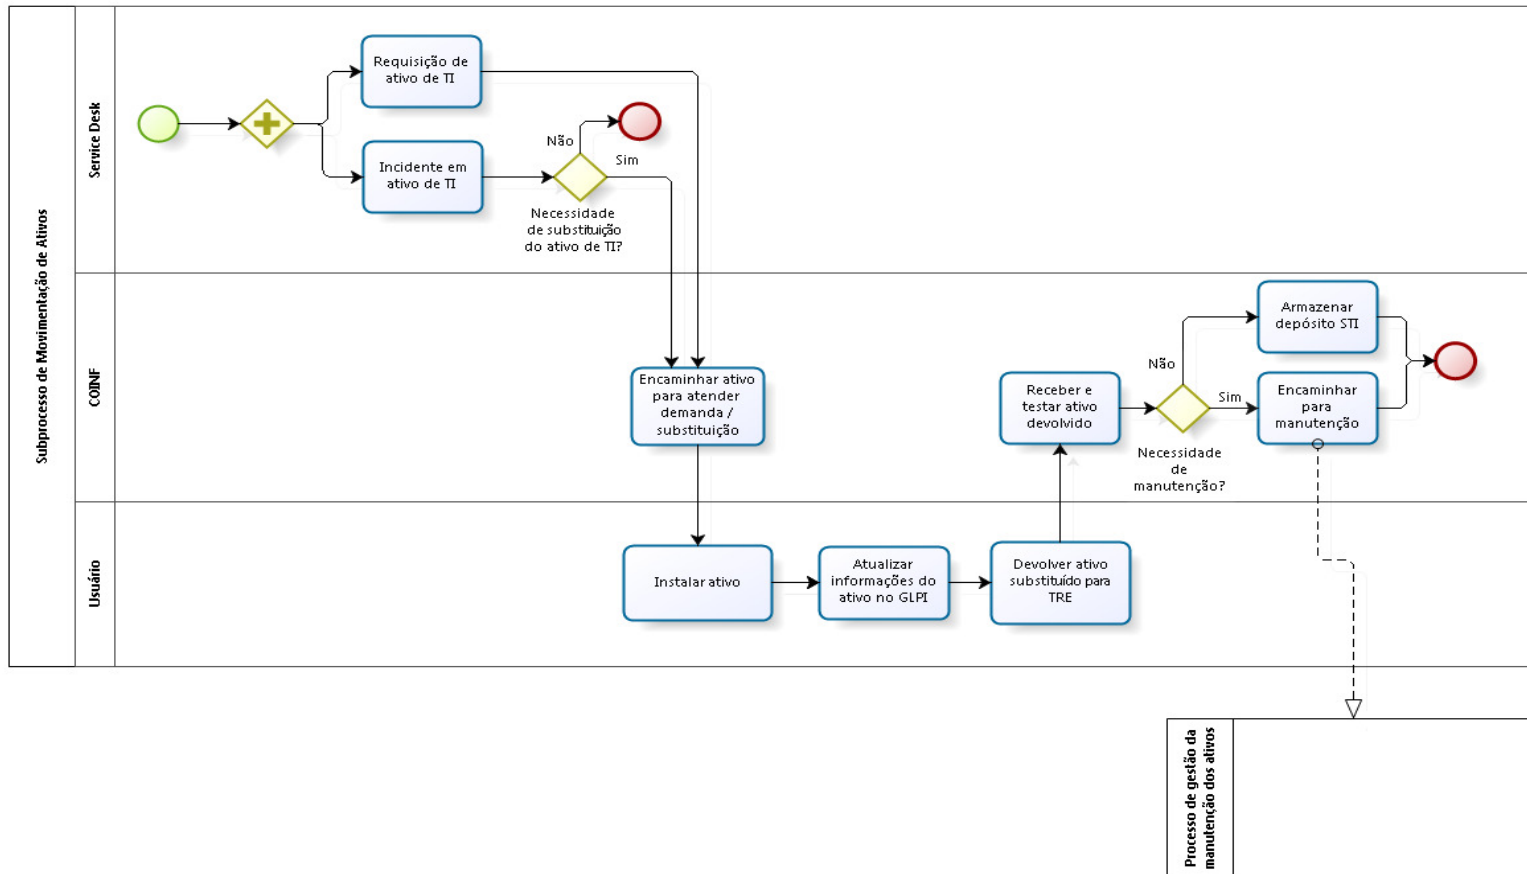 Subprocesso de Movimentação de Ativos
Service Desk
Requisição de
ativo de TI
Incidente em
ativo de TI
Não
Sim
Necessidade
de substituição
do ativo de TI?
COINF
Encaminhar ativo
para atender
demanda /
substituição
Receber e
testar ativo
devolvido
Não
Sim
Necessidade
de
manutenção?
Armazenar
depósito STI
Encaminhar
para
manutenção
Usuário
Instalar ativo
Atualizar
informações do
ativo no GLPI
Devolver ativo
substituído para
TRE
Processo de gestão da
manutenção dos ativos